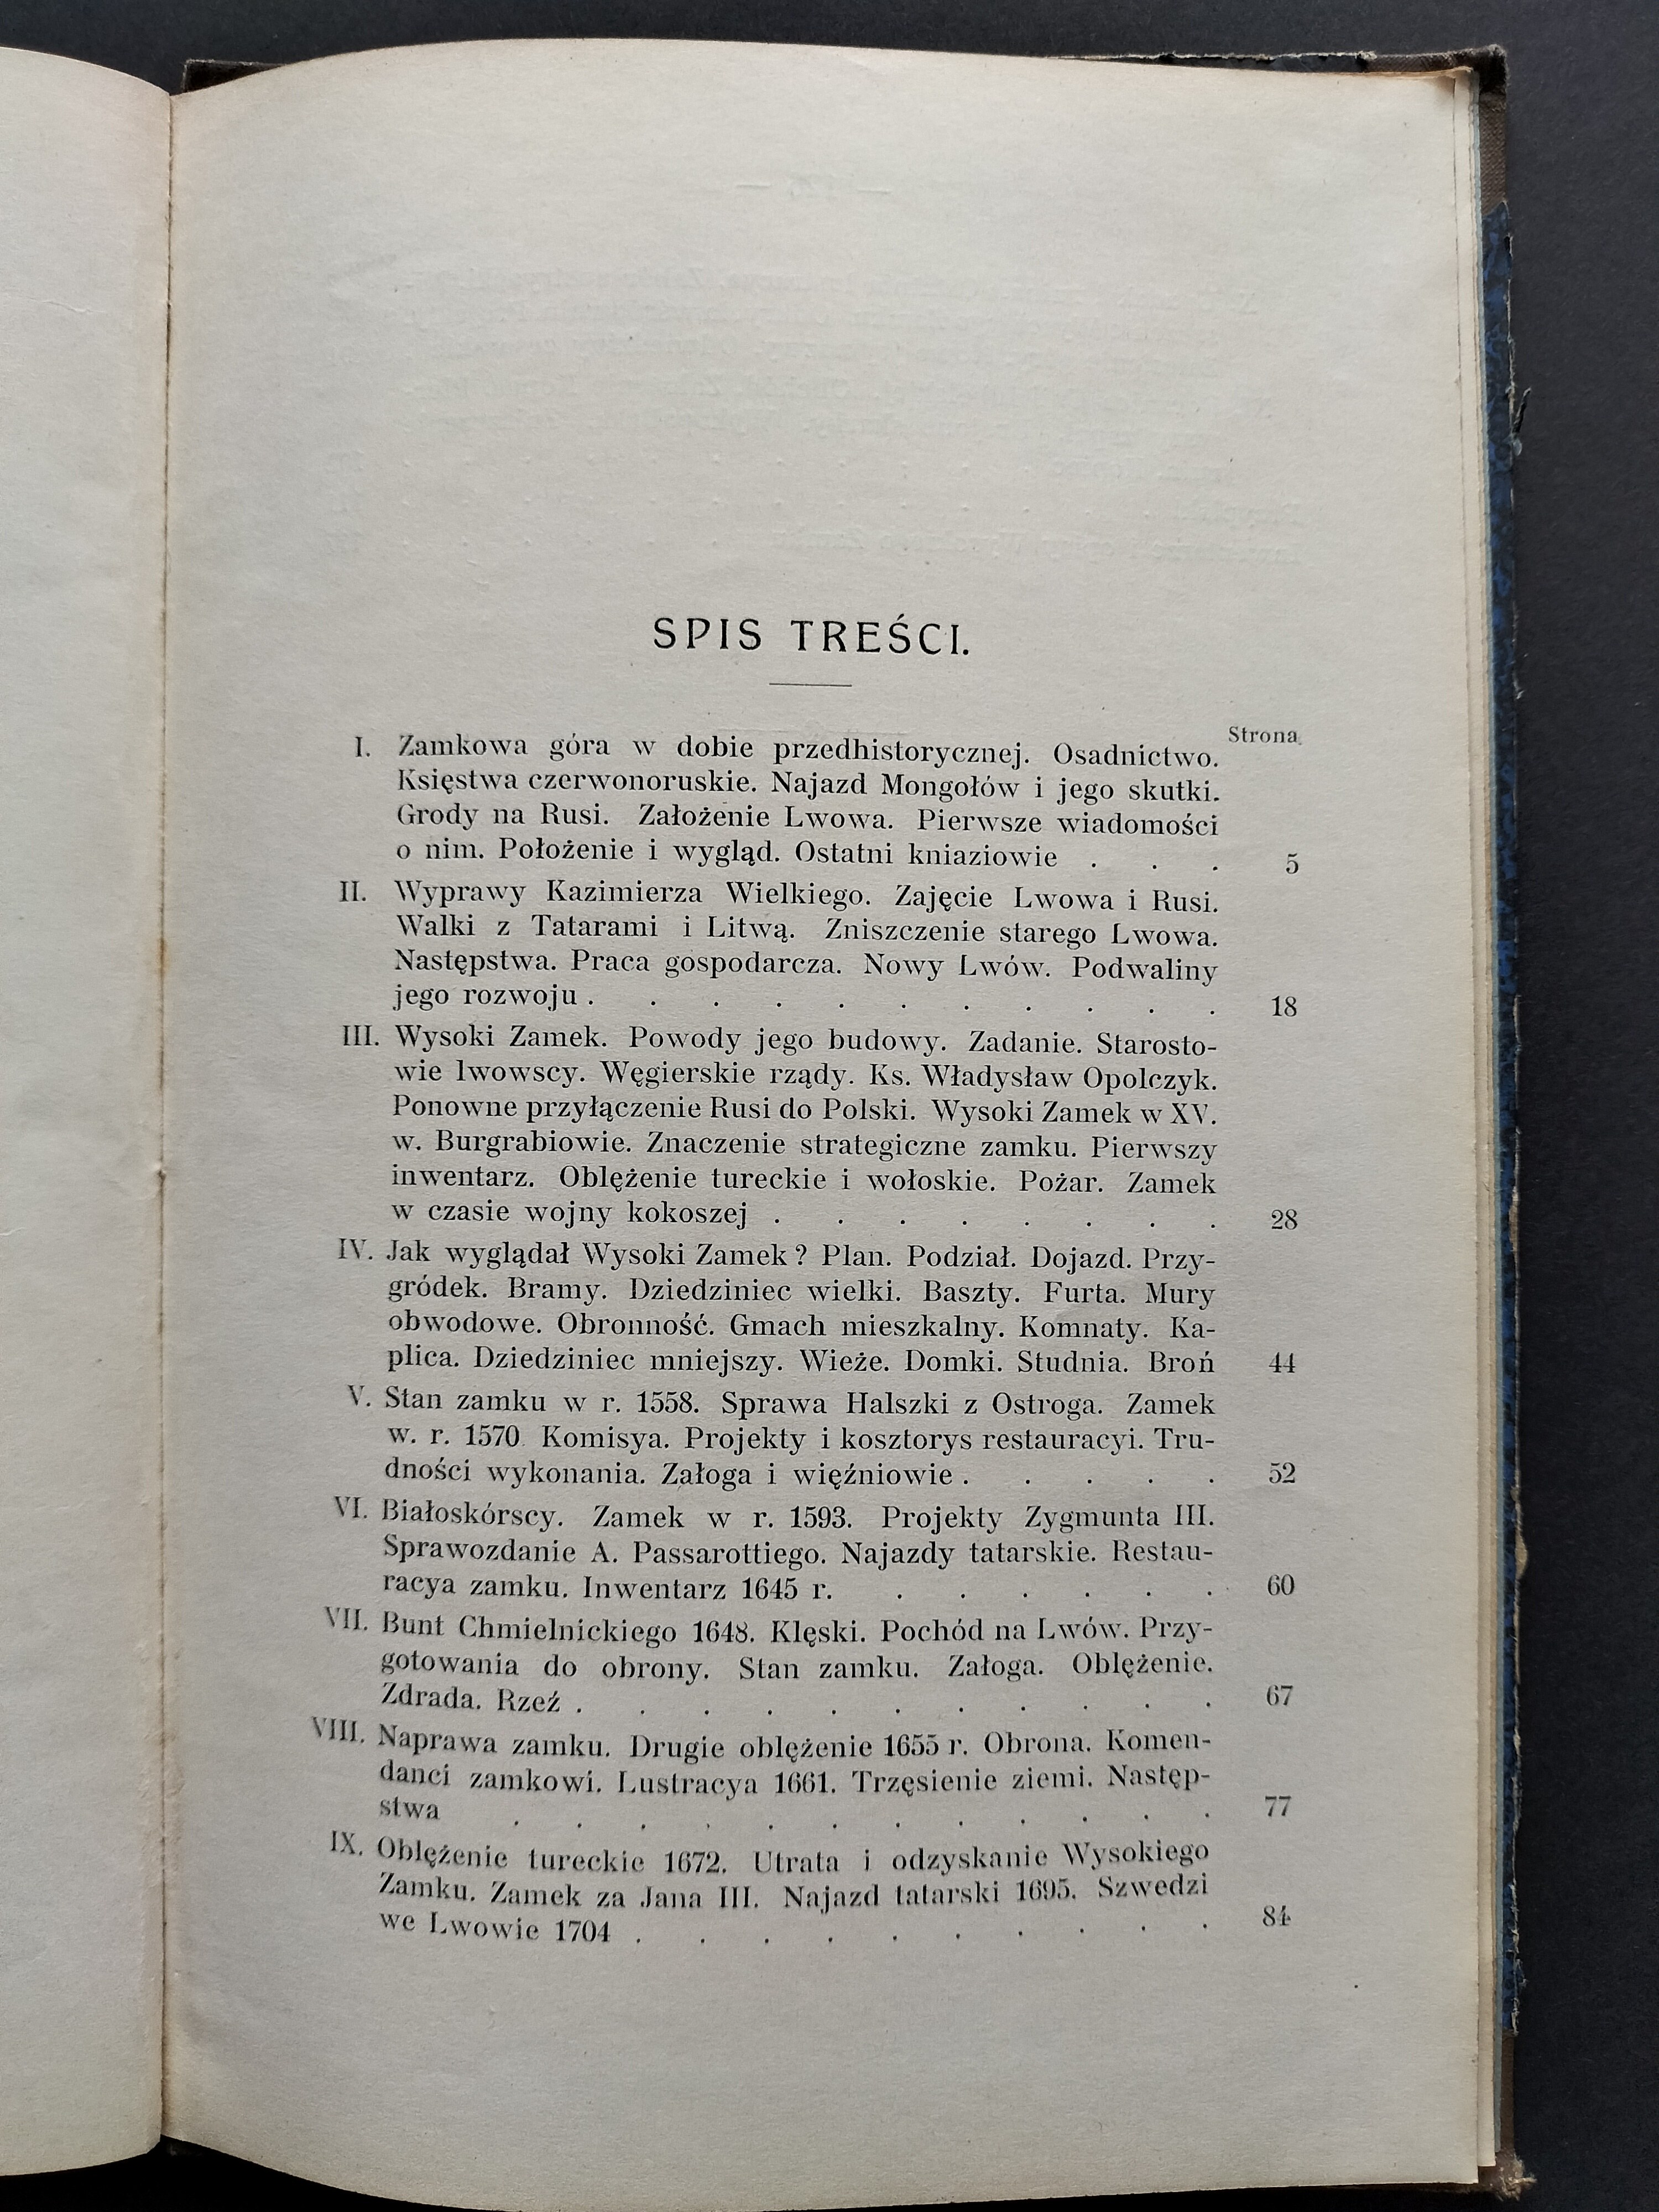 SPIS TREŚCI.
Strona
I. Zamkowa góra w dobie przedhistorycznej. Osadnictwo.
Księstwa czerwonoruskie. Najazd Mongołów i jego skutki.
Grody na Rusi. Założenie Lwowa. Pierwsze wiadomości
o nim. Położenie i wygląd. Ostatni kniaziowie . . . 5
II. Wyprawy Kazimierza Wielkiego. Zajęcie Lwowa i Rusi.
Walki z Tatarami i Litwą. Zniszczenie starego Lwowa.
Następstwa. Praca gospodarcza. Nowy Lwów. Podwaliny
jego rozwoju . . . . . . . . . . . 18
III. Wysoki Zamek. Powody jego budowy. Zadanie. Starosto-
wie lwowscy. Węgierskie rządy. Ks. Władysław Opolczyk.
Ponowne przyłączenie Rusi do Polski. Wysoki Zamek w XV.
w. Burgrabiowie. Znaczenie strategiczne zamku. Pierwszy
inwentarz. Oblężenie tureckie i wołoskie. Pożar. Zamek
w czasie wojny kokoszej . . . . . . . . 28
IV. Jak wyglądał Wysoki Zamek? Plan. Podział. Dojazd. Przy-
gródek. Bramy. Dziedziniec wielki. Baszty. Furta. Mury
obwodowe. Obronność. Gmach mieszkalny. Komnaty. Ka-
plica. Dziedziniec mniejszy. Wieże. Domki. Studnia. Broń 44
V. Stan zamku w r. 1558. Sprawa Halszki z Ostroga. Zamek
w. r. 1570. Komisya. Projekty i kosztorys restauracyi. Tru-
dności wykonania. Załoga i więźniowie . . . . . 52
VI. Białoskórscy. Zamek w r. 1593. Projekty Zygmunta III.
Sprawozdanie A. Passarottiego. Najazdy tatarskie. Restau-
racya zamku. Inwentarz 1645 r. . . . . . . 60
VII. Bunt Chmielnickiego 1648. Klęski. Pochód na Lwów. Przy-
gotowania do obrony. Stan zamku. Załoga. Oblężenie.
Zdrada. Rzeź . . . . . . . . . . . 67
VIII. Naprawa zamku. Drugie oblężenie 1655 r. Obrona. Komen-
danci zamkowi. Lustracya 1661. Trzęsienie ziemi. Następ-
stwa . . . . . . . . . . . . 77
IX. Oblężenie tureckie 1672. Utrata i odzyskanie Wysokiego
Zamku. Zamek za Jana III. Najazd tatarski 1695. Szwedzi
we Lwowie 1704 . . . . . . . . . . 84